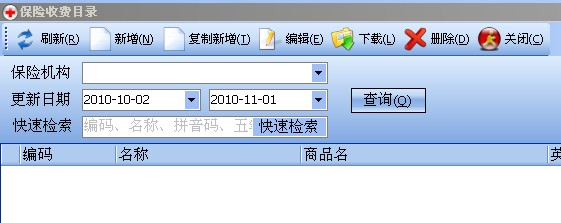 保险收费目录
刷新(R) 新增(N) 复制新增(I) 编辑(E) 下载(L) 删除(D) 关闭(C)
保险机构
更新日期 2010-10-02 2010-11-01 查询(Q)
快速检索 编码、名称、拼音码、五 快速检索
编码 名称 商品名 英